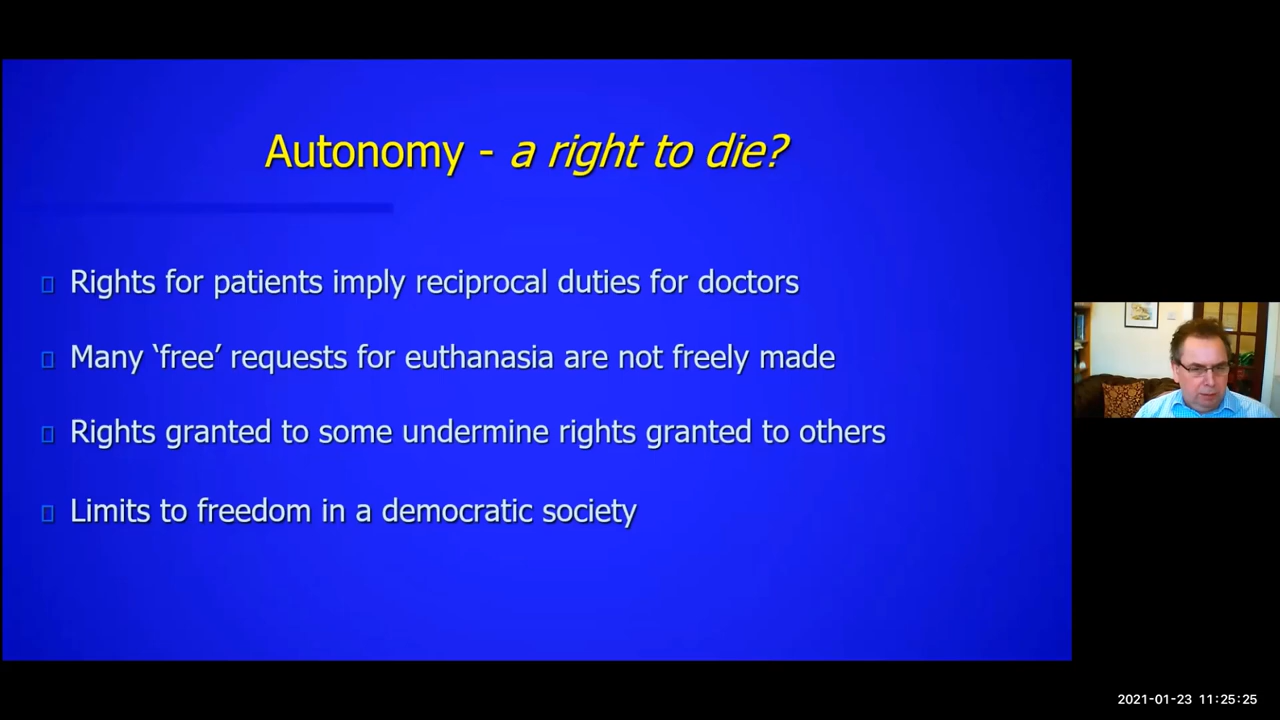 Autonomy - a right to die?
Rights for patients imply reciprocal duties for doctors
Many ‘free’ requests for euthanasia are not freely made
Rights granted to some undermine rights granted to others
Limits to freedom in a democratic society
2021-01-23 11:25:25